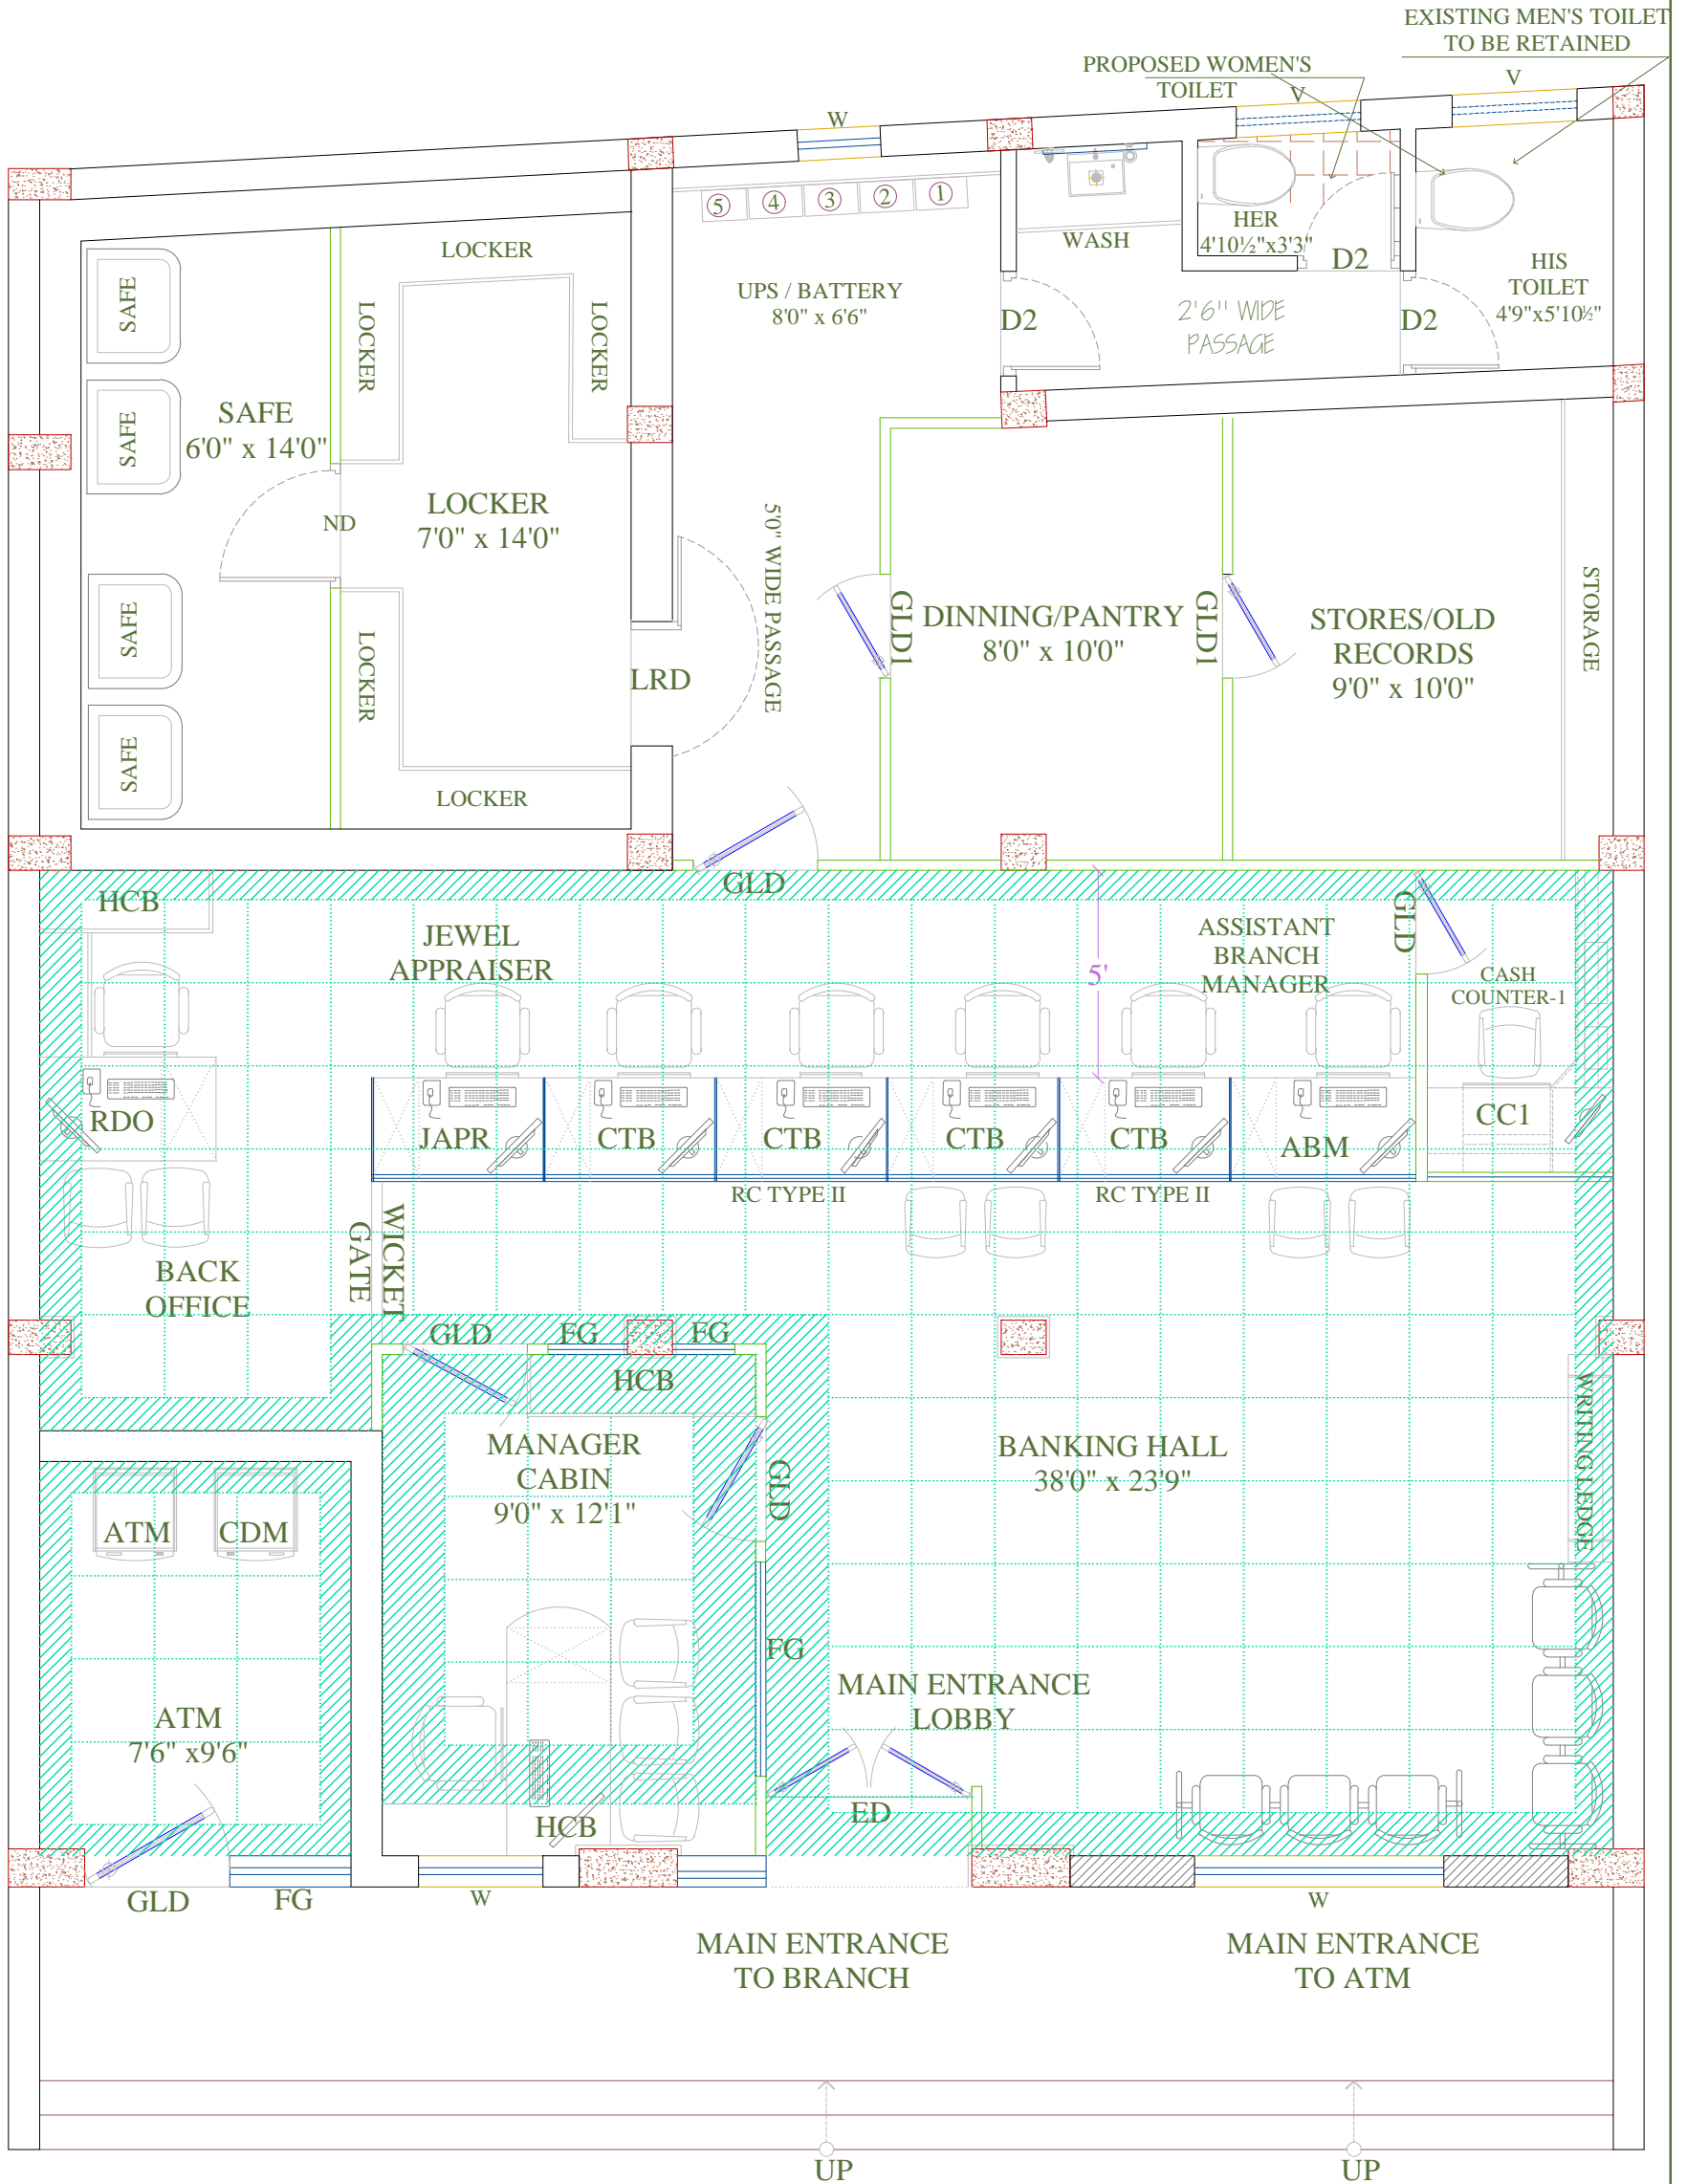 EXISTING MEN'S TOILET
TO BE RETAINED
PROPOSED WOMEN'S
TOILET
V
V
W
5
4
3
2
1
WASH
HER
4'10½"x3'3"
D2
HIS
TOILET
4'9"x5'10½"
LOCKER
SAFE
UPS / BATTERY
8'0" x 6'6"
D2
2'6" WIDE
PASSAGE
D2
LOCKER
LOCKER
SAFE
SAFE
6'0" x 14'0"
LOCKER
7'0" x 14'0"
ND
5'0" WIDE PASSAGE
SAFE
LOCKER
LRD
GLD1
DINNING/PANTRY
8'0" x 10'0"
GLD1
STORES/OLD
RECORDS
9'0" x 10'0"
STORAGE
SAFE
LOCKER
GLD
HCB
JEWEL
APPRAISER
5'
ASSISTANT
BRANCH
MANAGER
GLD
CASH
COUNTER-1
RDO
JAPR
CTB
CTB
CTB
CTB
ABM
CC1
RC TYPE II
RC TYPE II
WICKET
GATE
BACK
OFFICE
GLD
FG
FG
HCB
MANAGER
CABIN
9'0" x 12'1"
GLD
BANKING HALL
38'0" x 23'9"
WRITING LEDGE
ATM
CDM
FG
MAIN ENTRANCE
LOBBY
ATM
7'6" x9'6"
HCB
ED
GLD
FG
W
W
MAIN ENTRANCE
TO BRANCH
MAIN ENTRANCE
TO ATM
UP
UP